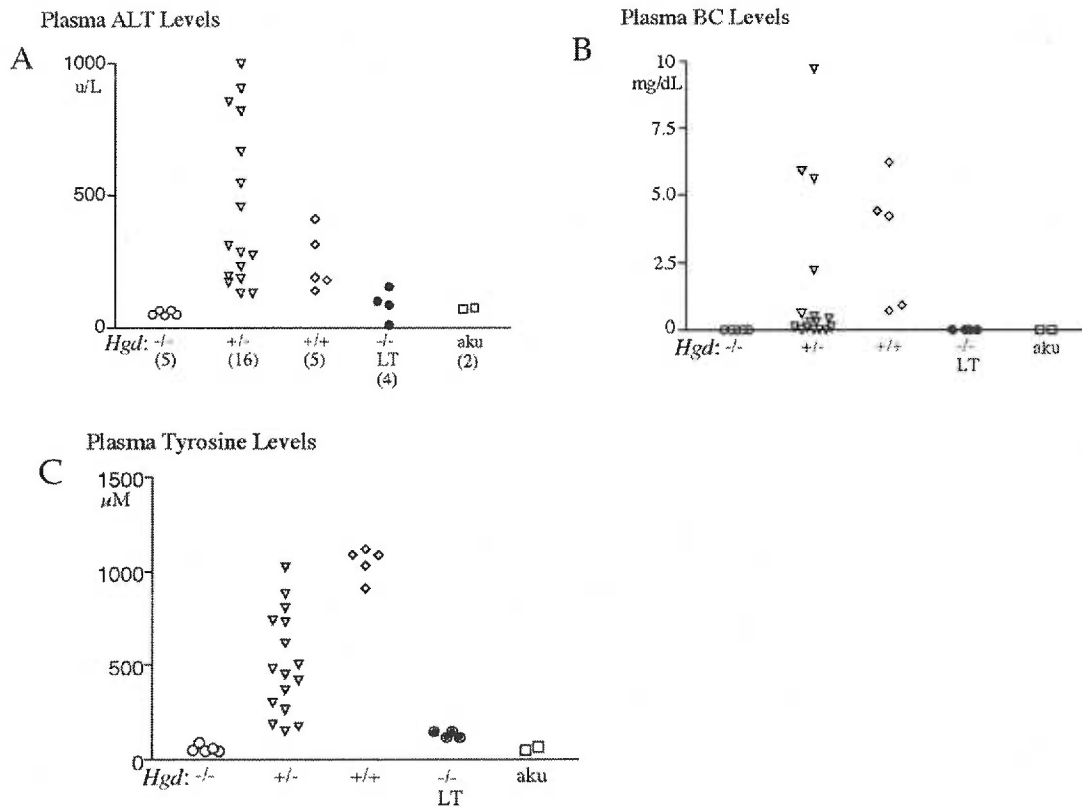 Plasma ALT Levels
A
1000
u/L
500
0
Hgd: -/- +/- +/+ -/- aku
(5) (16) (5) LT (2)
(4)
Plasma BC Levels
B
10
mg/dL
7.5
5.0
2.5
0
Hgd: -/- +/- +/+ -/- aku
LT
Plasma Tyrosine Levels
C
1500
µM
1000
500
0
Hgd: -/- +/- +/+ -/- aku
LT